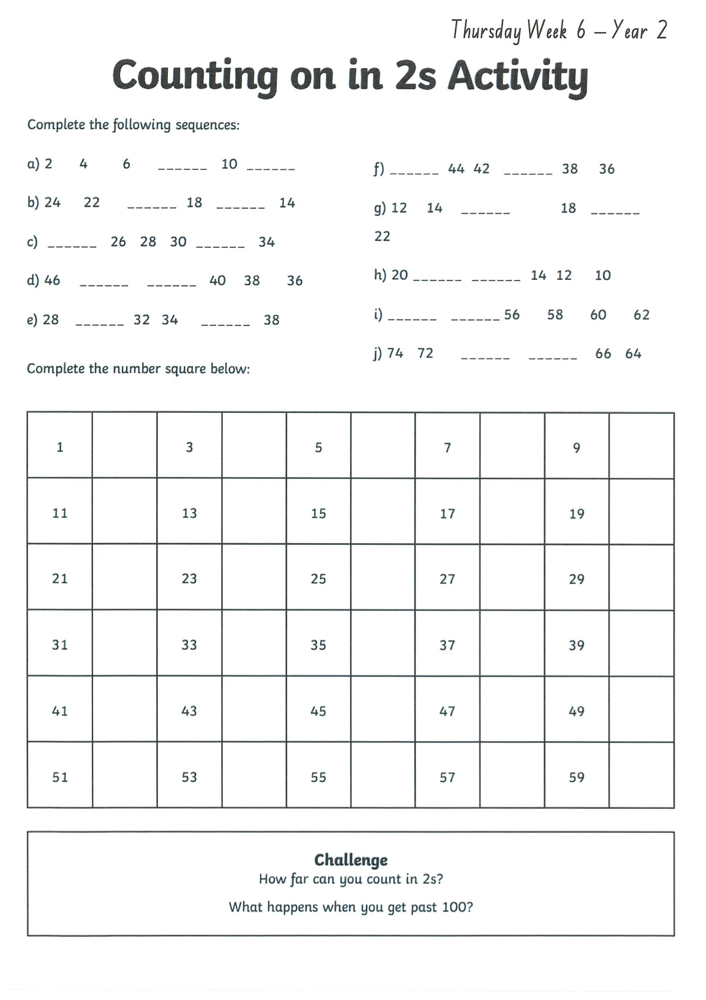 Thursday Week 6 – Year 2
Counting on in 2s Activity
Complete the following sequences:
a) 2 4 6 ______ 10 ______
b) 24 22 ______ 18 ______ 14
c) ______ 26 28 30 ______ 34
d) 46 ______ ______ 40 38 36
e) 28 ______ 32 34 ______ 38
f) ______ 44 42 ______ 38 36
g) 12 14 ______ 18 ______
22
h) 20 ______ ______ 14 12 10
i) ______ ______ 56 58 60 62
j) 74 72 ______ ______ 66 64
Complete the number square below:
1 3 5 7 9
11 13 15 17 19
21 23 25 27 29
31 33 35 37 39
41 43 45 47 49
51 53 55 57 59
Challenge
How far can you count in 2s?
What happens when you get past 100?